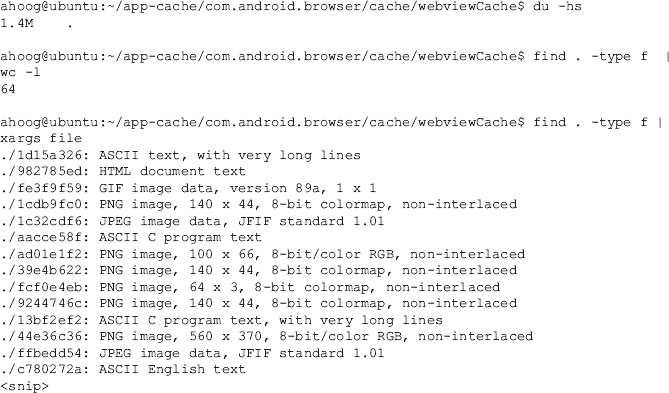 ahoog@ubuntu:~/app-cache/com.android.browser/cache/webviewCache$ du -hs
1.4M    .
ahoog@ubuntu:~/app-cache/com.android.browser/cache/webviewCache$ find . -type f  |
wc -l
64
ahoog@ubuntu:~/app-cache/com.android.browser/cache/webviewCache$ find . -type f |
xargs file
./1d15a326: ASCII text, with very long lines
./982785ed: HTML document text
./fe3f9f59: GIF image data, version 89a, 1 x 1
./1cdb9fc0: PNG image, 140 x 44, 8-bit colormap, non-interlaced
./1c32cdf6: JPEG image data, JFIF standard 1.01
./aacce58f: ASCII C program text
./ad01e1f2: PNG image, 100 x 66, 8-bit/color RGB, non-interlaced
./39e4b622: PNG image, 140 x 44, 8-bit colormap, non-interlaced
./fcf0e4eb: PNG image, 64 x 3, 8-bit colormap, non-interlaced
./9244746c: PNG image, 140 x 44, 8-bit colormap, non-interlaced
./13bf2ef2: ASCII C program text, with very long lines
./44e36c36: PNG image, 560 x 370, 8-bit/color RGB, non-interlaced
./ffbedd54: JPEG image data, JFIF standard 1.01
./c780272a: ASCII English text
<snip>